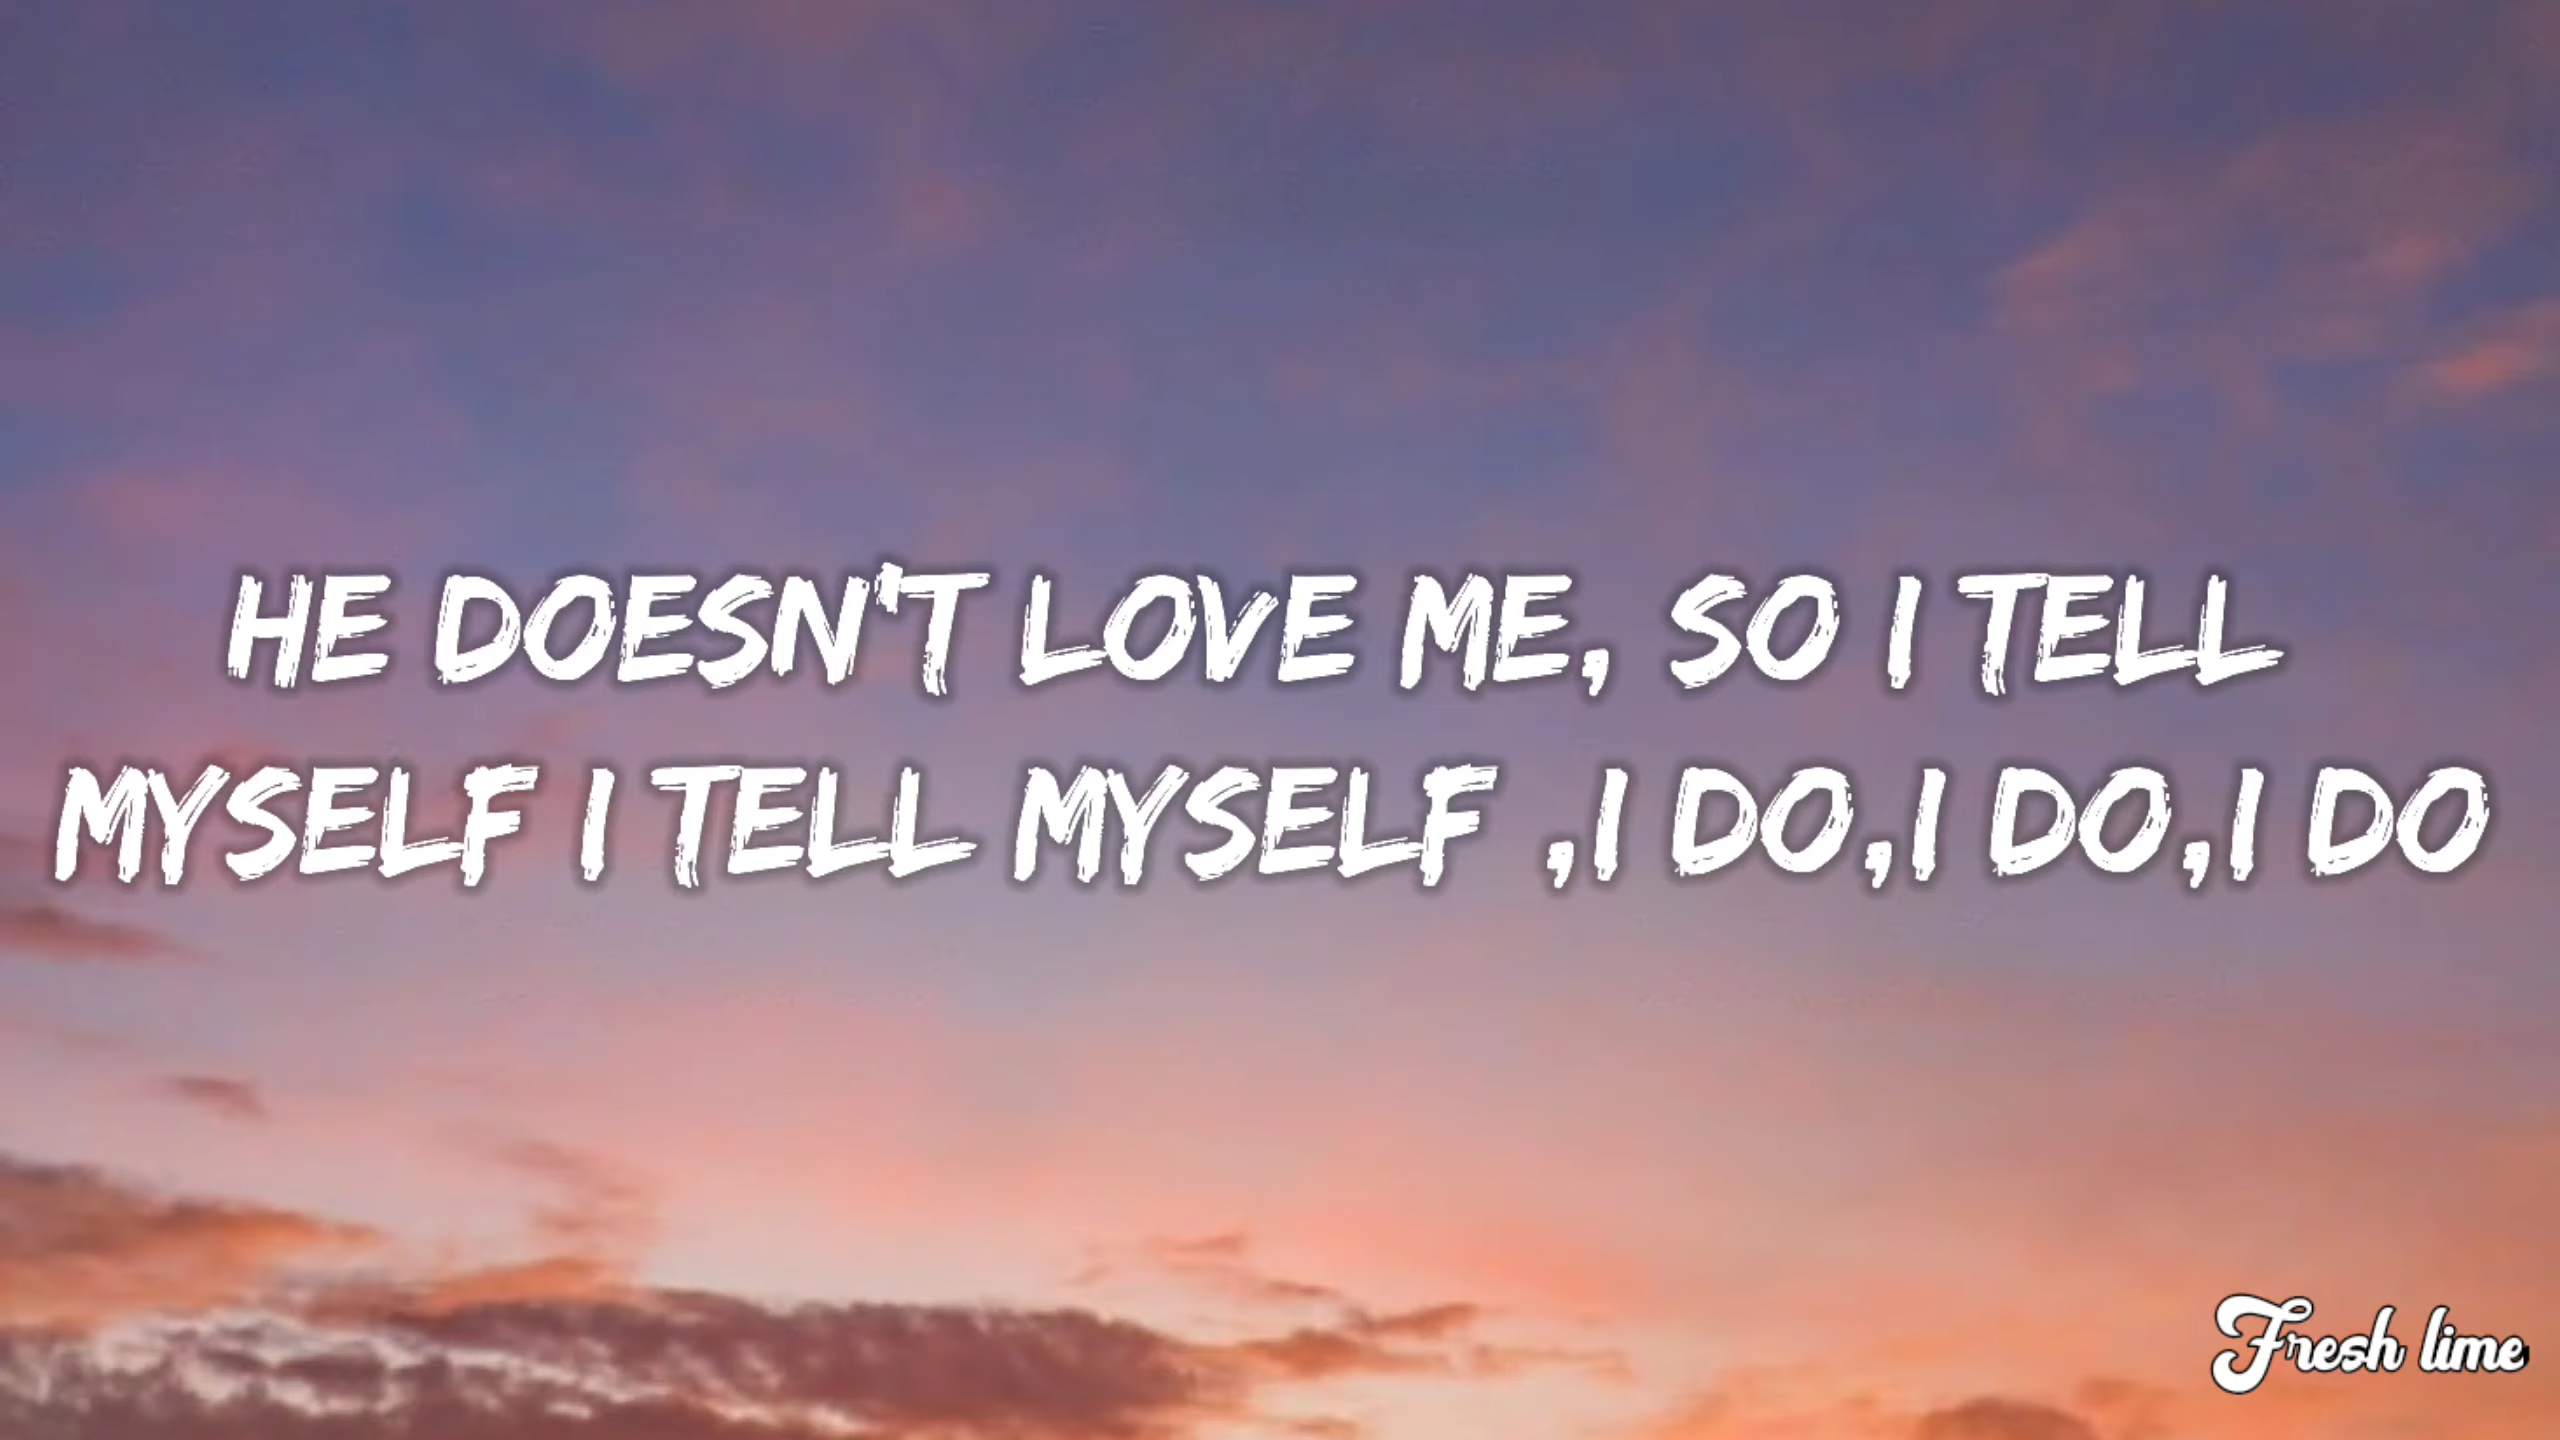 HE DOESN'T LOVE ME, SO I TELL
MYSELF I TELL MYSELF ,I DO,I DO,I DO
Fresh lime